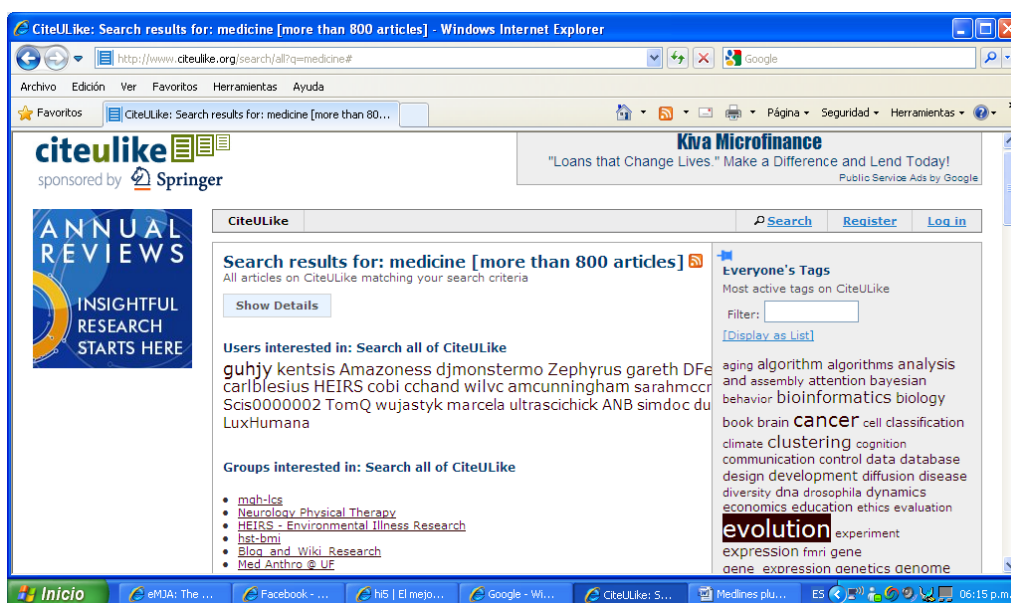 CiteULike: Search results for: medicine [more than 800 articles] - Windows Internet Explorer
http://www.citeulike.org/search/all?q=medicine#
Google
Archivo Edición Ver Favoritos Herramientas Ayuda
Favoritos CiteULike: Search results for: medicine [more than 80... Página Seguridad Herramientas
citeulike
sponsored by Springer
Kiva Microfinance
"Loans that Change Lives." Make a Difference and Lend Today!
Public Service Ads by Google
ANNUAL
REVIEWS
INSIGHTFUL
RESEARCH
STARTS HERE
CiteULike Search Register Log in
Search results for: medicine [more than 800 articles]
All articles on CiteULike matching your search criteria
Show Details
Users interested in: Search all of CiteULike
guhjy kentsis Amazoness djmonstermo Zephyrus gareth DFe
carlblesius HEIRS cobi cchand wilvc amcunningham sarahmccr
Scis0000002 TomQ wujastyk marcela ultrascichick ANB simdoc du
LuxHumana
Groups interested in: Search all of CiteULike
mgh-lcs
Neurology Physical Therapy
HEIRS - Environmental Illness Research
hst-bmi
Blog and Wiki Research
Med Anthro @ UF
Everyone's Tags
Most active tags on CiteULike
Filter:
[Display as List]
aging algorithm algorithms analysis
and assembly attention bayesian
behavior bioinformatics biology
book brain cancer cell classification
climate clustering cognition
communication control data database
design development diffusion disease
diversity dna drosophila dynamics
economics education ethics evaluation
evolution experiment
expression fmri gene
gene expression genetics genome
Inicio eMJA: The ... Facebook - ... hi5 | El mejo... Google - Wi... CiteULike: S... Medlines plu... ES 06:15 p.m.